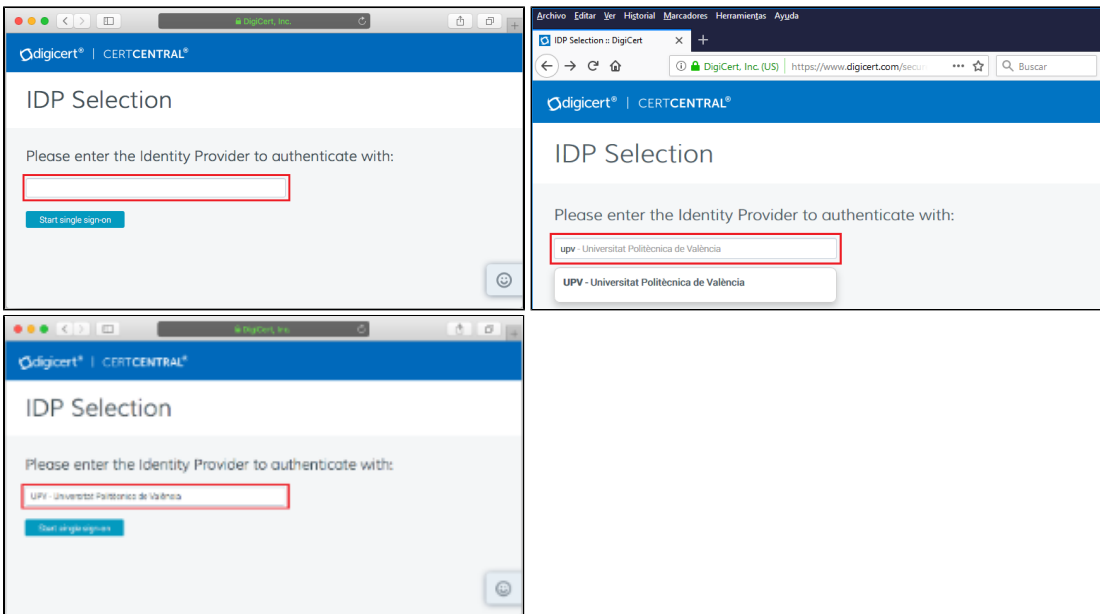 DigiCert, Inc.
digicert® | CERTCENTRAL®
IDP Selection
Please enter the Identity Provider to authenticate with:
Start single sign-on
Archivo Editar Ver Historial Marcadores Herramientas Ayuda
IDP Selection :: DigiCert
DigiCert, Inc. (US) https://www.digicert.com/secu
Buscar
digicert® | CERTCENTRAL®
IDP Selection
Please enter the Identity Provider to authenticate with:
upv - Universitat Politècnica de València
UPV - Universitat Politècnica de València
DigiCert, Inc.
digicert® | CERTCENTRAL®
IDP Selection
Please enter the Identity Provider to authenticate with:
UPV - Universitat Politècnica de València
Start single sign-on